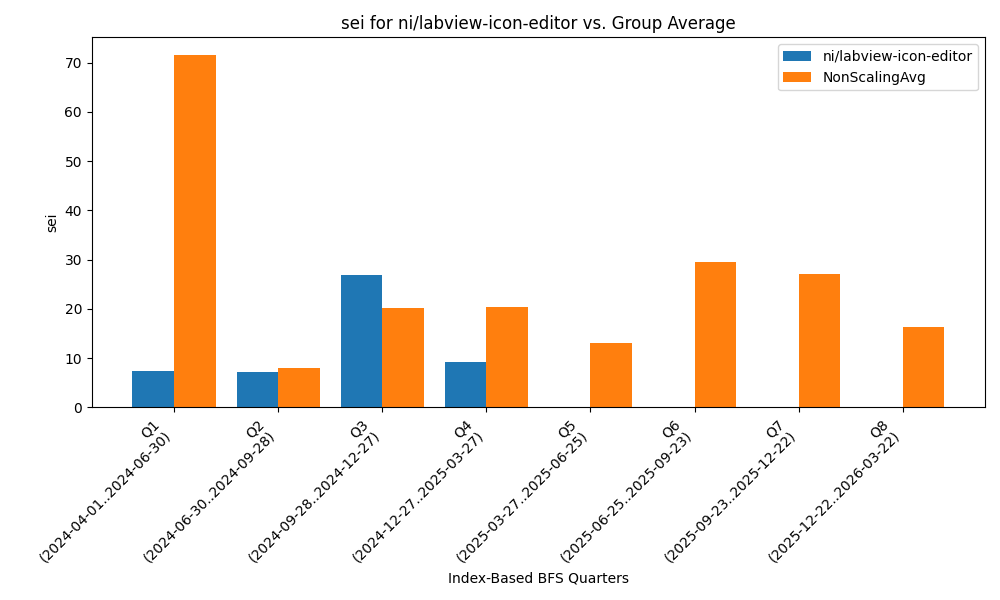 sei for ni/labview-icon-editor vs. Group Average
ni/labview-icon-editor
NonScalingAvg
sei
70
60
50
40
30
20
10
0
Q1
(2024-04-01..2024-06-30)
Q2
(2024-06-30..2024-09-28)
Q3
(2024-09-28..2024-12-27)
Q4
(2024-12-27..2025-03-27)
Q5
(2025-03-27..2025-06-25)
Q6
(2025-06-25..2025-09-23)
Q7
(2025-09-23..2025-12-22)
Q8
(2025-12-22..2026-03-22)
Index-Based BFS Quarters